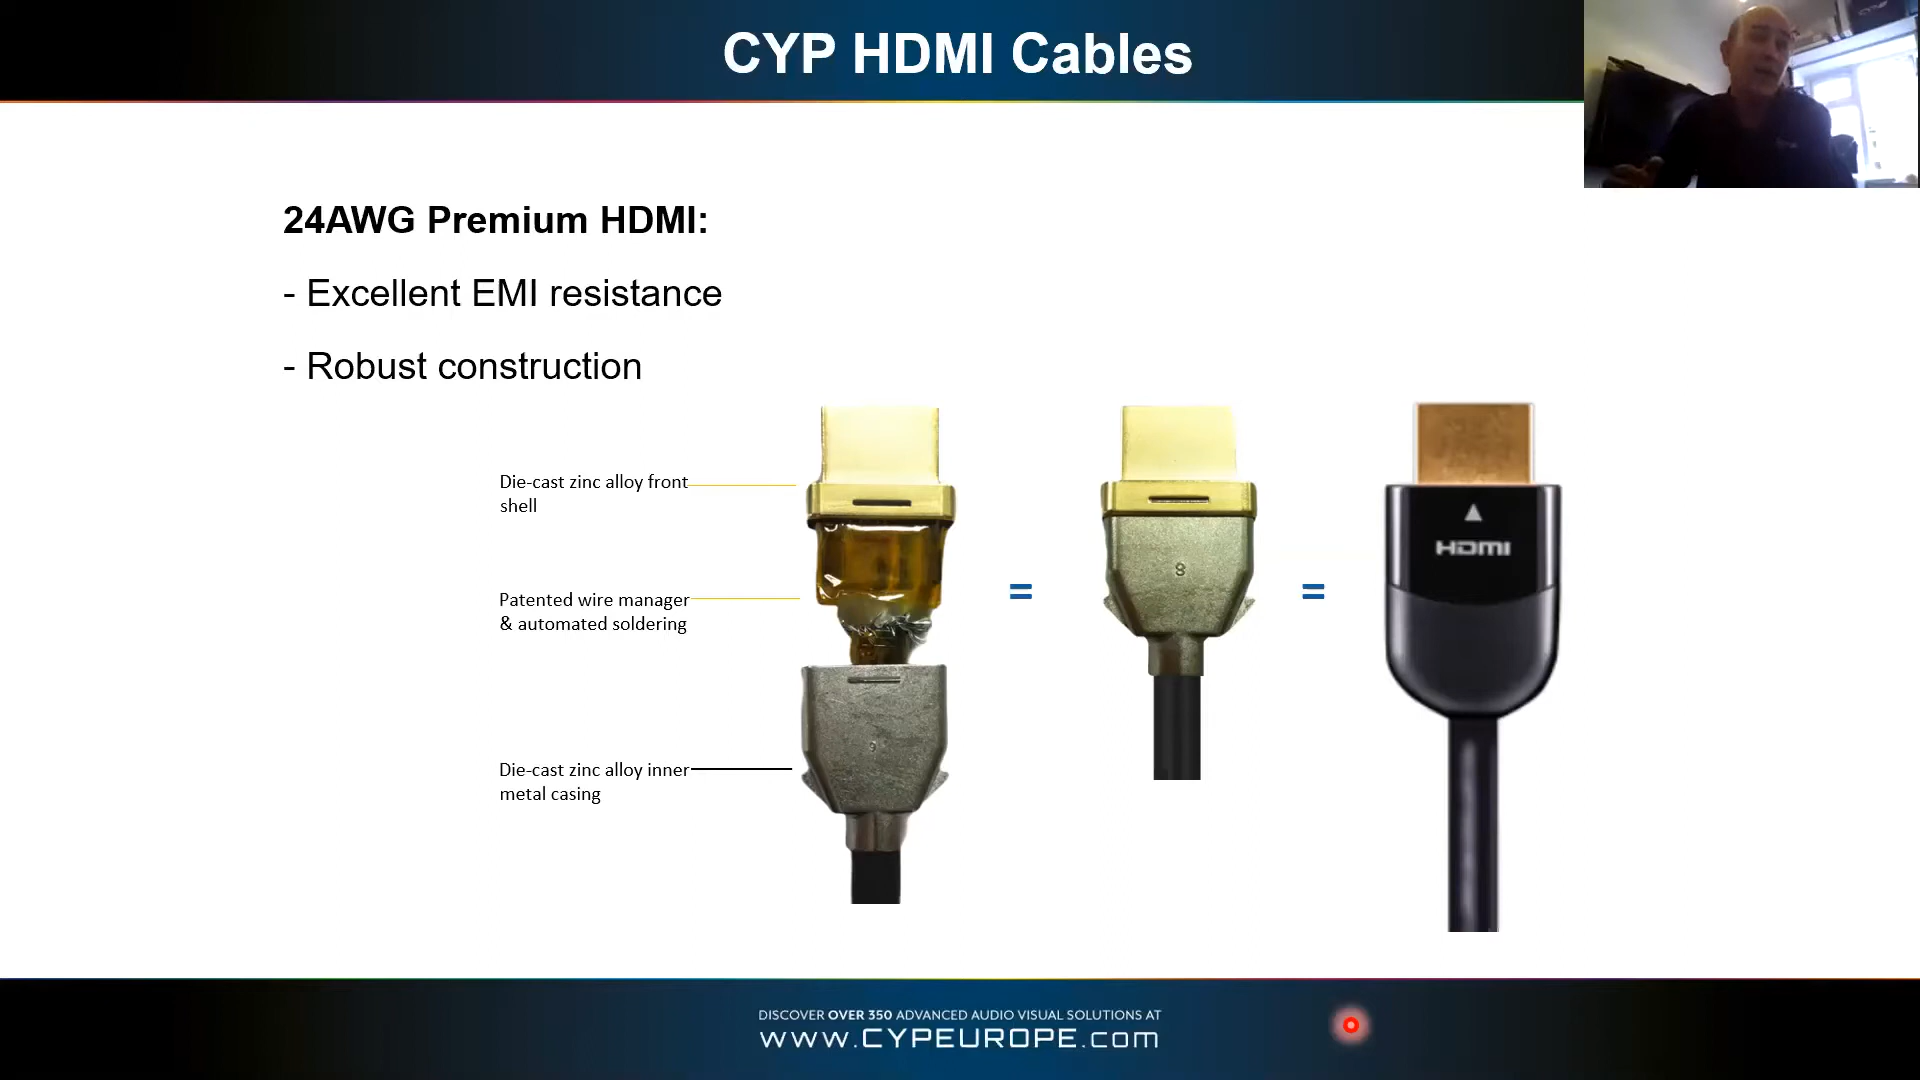 CYP HDMI Cables
24AWG Premium HDMI:
- Excellent EMI resistance
- Robust construction
Die-cast zinc alloy front
shell
Patented wire manager
& automated soldering
Die-cast zinc alloy inner
metal casing
9
=
8
=
HDMI
DISCOVER OVER 350 ADVANCED AUDIO VISUAL SOLUTIONS AT
WWW.CYPEUROPE.com